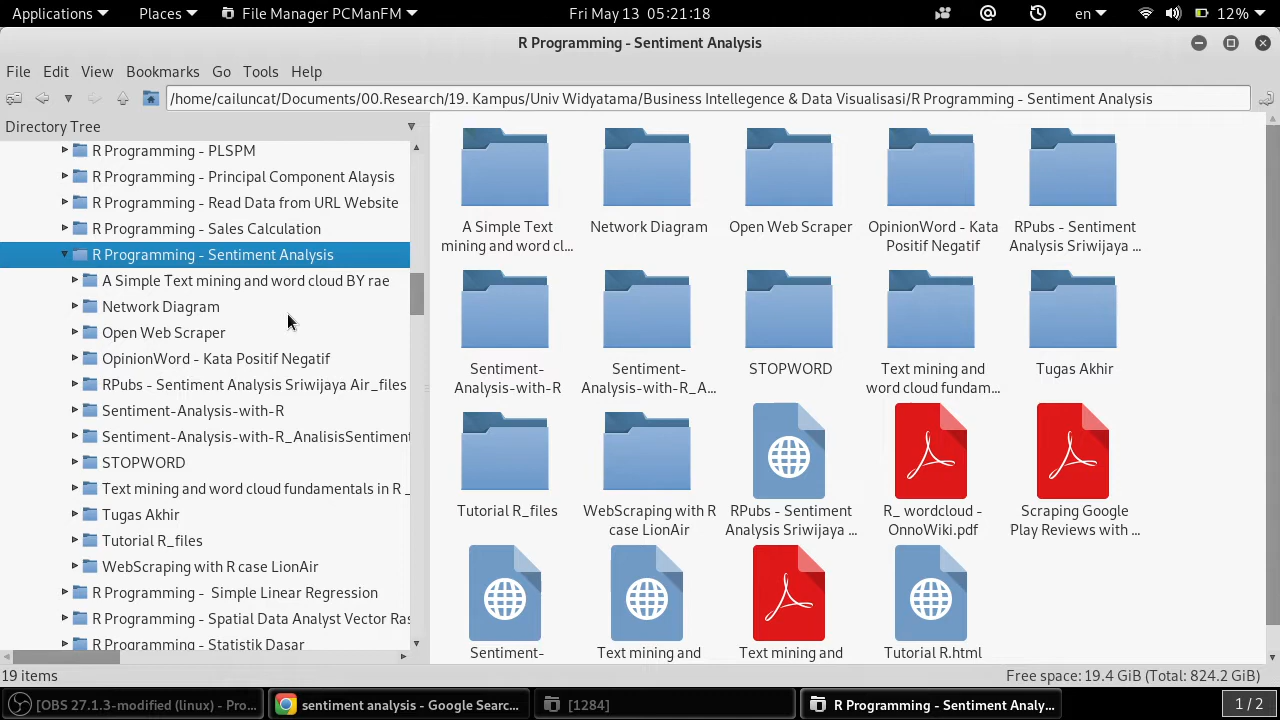 Applications Places File Manager PCManFM Fri May 13 05:21:18 en 12%
R Programming - Sentiment Analysis
File Edit View Bookmarks Go Tools Help
/home/cailuncat/Documents/00.Research/19. Kampus/Univ Widyatama/Business Intellegence & Data Visualisasi/R Programming - Sentiment Analysis
Directory Tree
R Programming - PLSPM
R Programming - Principal Component Alaysis
R Programming - Read Data from URL Website
R Programming - Sales Calculation
R Programming - Sentiment Analysis
A Simple Text mining and word cloud BY rae
Network Diagram
Open Web Scraper
OpinionWord - Kata Positif Negatif
RPubs - Sentiment Analysis Sriwijaya Air_files
Sentiment-Analysis-with-R
Sentiment-Analysis-with-R_AnalisisSentiment
STOPWORD
Text mining and word cloud fundamentals in R _
Tugas Akhir
Tutorial R_files
WebScraping with R case LionAir
R Programming -  Simple Linear Regression
R Programming - Spatial Data Analyst Vector Ras
R Programming - Statistik Dasar
A Simple Text
mining and word cl...
Network Diagram
Open Web Scraper
OpinionWord - Kata
Positif Negatif
RPubs - Sentiment
Analysis Sriwijaya ...
Sentiment-
Analysis-with-R
Sentiment-
Analysis-with-R_A...
STOPWORD
Text mining and
word cloud fundam...
Tugas Akhir
Tutorial R_files
WebScraping with R
case LionAir
RPubs - Sentiment
Analysis Sriwijaya ...
R_ wordcloud -
OnnoWiki.pdf
Scraping Google
Play Reviews with ...
Sentiment-
Text mining and
Text mining and
Tutorial R.html
19 items
Free space: 19.4 GiB (Total: 824.2 GiB)
[OBS 27.1.3-modified (linux) - Pro...
sentiment analysis - Google Searc...
[1284]
R Programming - Sentiment Analy...
1 / 2